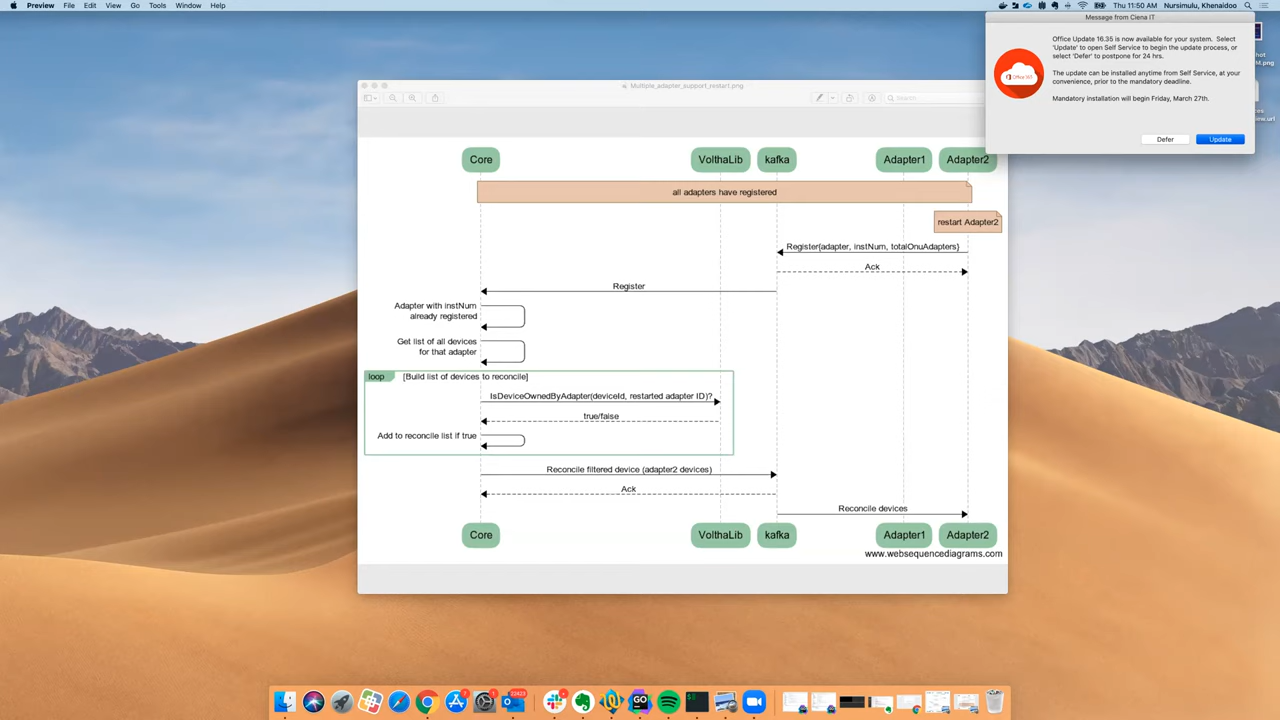 Preview File Edit View Go Tools Window Help
Thu 11:50 AM Nursimulu, Khenaidoo
Message from Ciena IT
Office Update 16.35 is now available for your system. Select
'Update' to open Self Service to begin the update process, or
select 'Defer' to postpone for 24 hrs.
The update can be installed anytime from Self Service, at your
convenience, prior to the mandatory deadline.
Mandatory installation will begin Friday, March 27th.
Office 365
Defer Update
Multiple_adapter_support_restart.png
Search
Core VolthaLib kafka Adapter1 Adapter2
all adapters have registered
restart Adapter2
Register{adapter, instNum, totalOnuAdapters}
Ack
Register
Adapter with instNum
already registered
Get list of all devices
for that adapter
loop [Build list of devices to reconcile]
IsDeviceOwnedByAdapter(deviceId, restarted adapter ID)?
true/false
Add to reconcile list if true
Reconcile filtered device (adapter2 devices)
Ack
Reconcile devices
Core VolthaLib kafka Adapter1 Adapter2
www.websequencediagrams.com